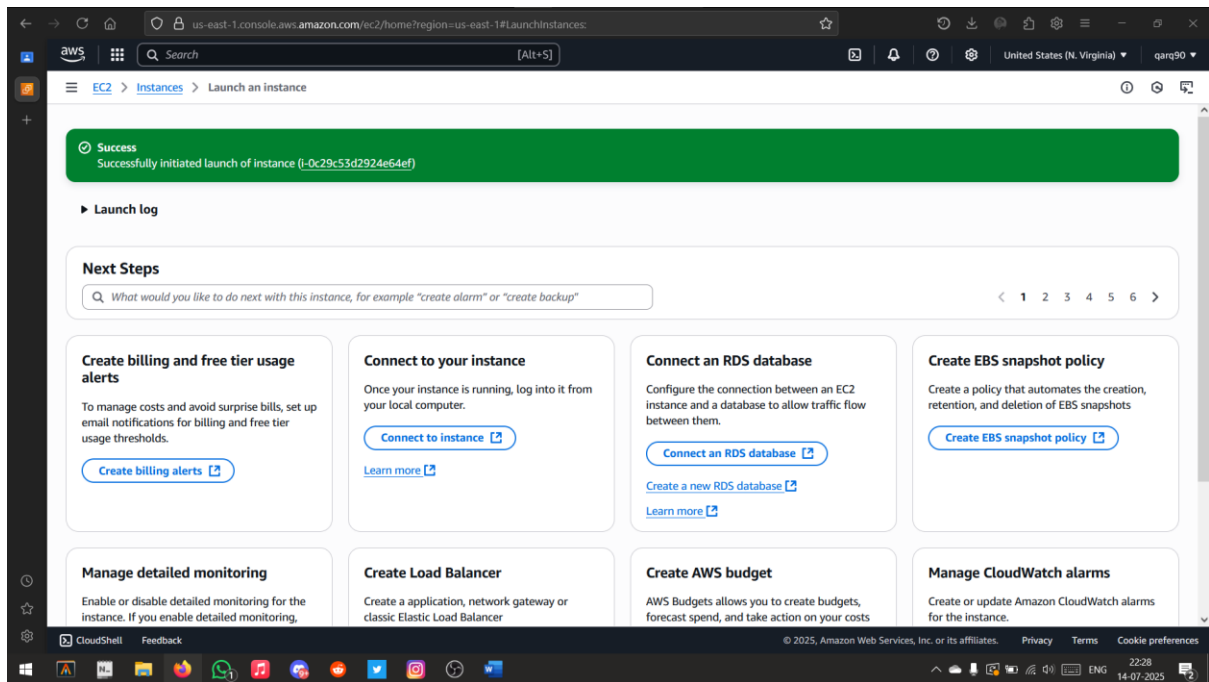 us-east-1.console.aws.amazon.com/ec2/home?region=us-east-1#LaunchInstances:
aws
Search
[Alt+S]
United States (N. Virginia)
qarq90
EC2 > Instances > Launch an instance
Success
Successfully initiated launch of instance (i-0c29c53d2924e64ef)
Launch log
Next Steps
What would you like to do next with this instance, for example "create alarm" or "create backup"
1 2 3 4 5 6
Create billing and free tier usage
alerts
To manage costs and avoid surprise bills, set up
email notifications for billing and free tier
usage thresholds.
Create billing alerts
Connect to your instance
Once your instance is running, log into it from
your local computer.
Connect to instance
Learn more
Connect an RDS database
Configure the connection between an EC2
instance and a database to allow traffic flow
between them.
Connect an RDS database
Create a new RDS database
Learn more
Create EBS snapshot policy
Create a policy that automates the creation,
retention, and deletion of EBS snapshots
Create EBS snapshot policy
Manage detailed monitoring
Enable or disable detailed monitoring for the
instance. If you enable detailed monitoring,
Create Load Balancer
Create a application, network gateway or
classic Elastic Load Balancer
Create AWS budget
AWS Budgets allows you to create budgets,
forecast spend, and take action on your costs
Manage CloudWatch alarms
Create or update Amazon CloudWatch alarms
for the instance.
CloudShell
Feedback
© 2025, Amazon Web Services, Inc. or its affiliates.
Privacy
Terms
Cookie preferences
ENG
22:28
14-07-2025